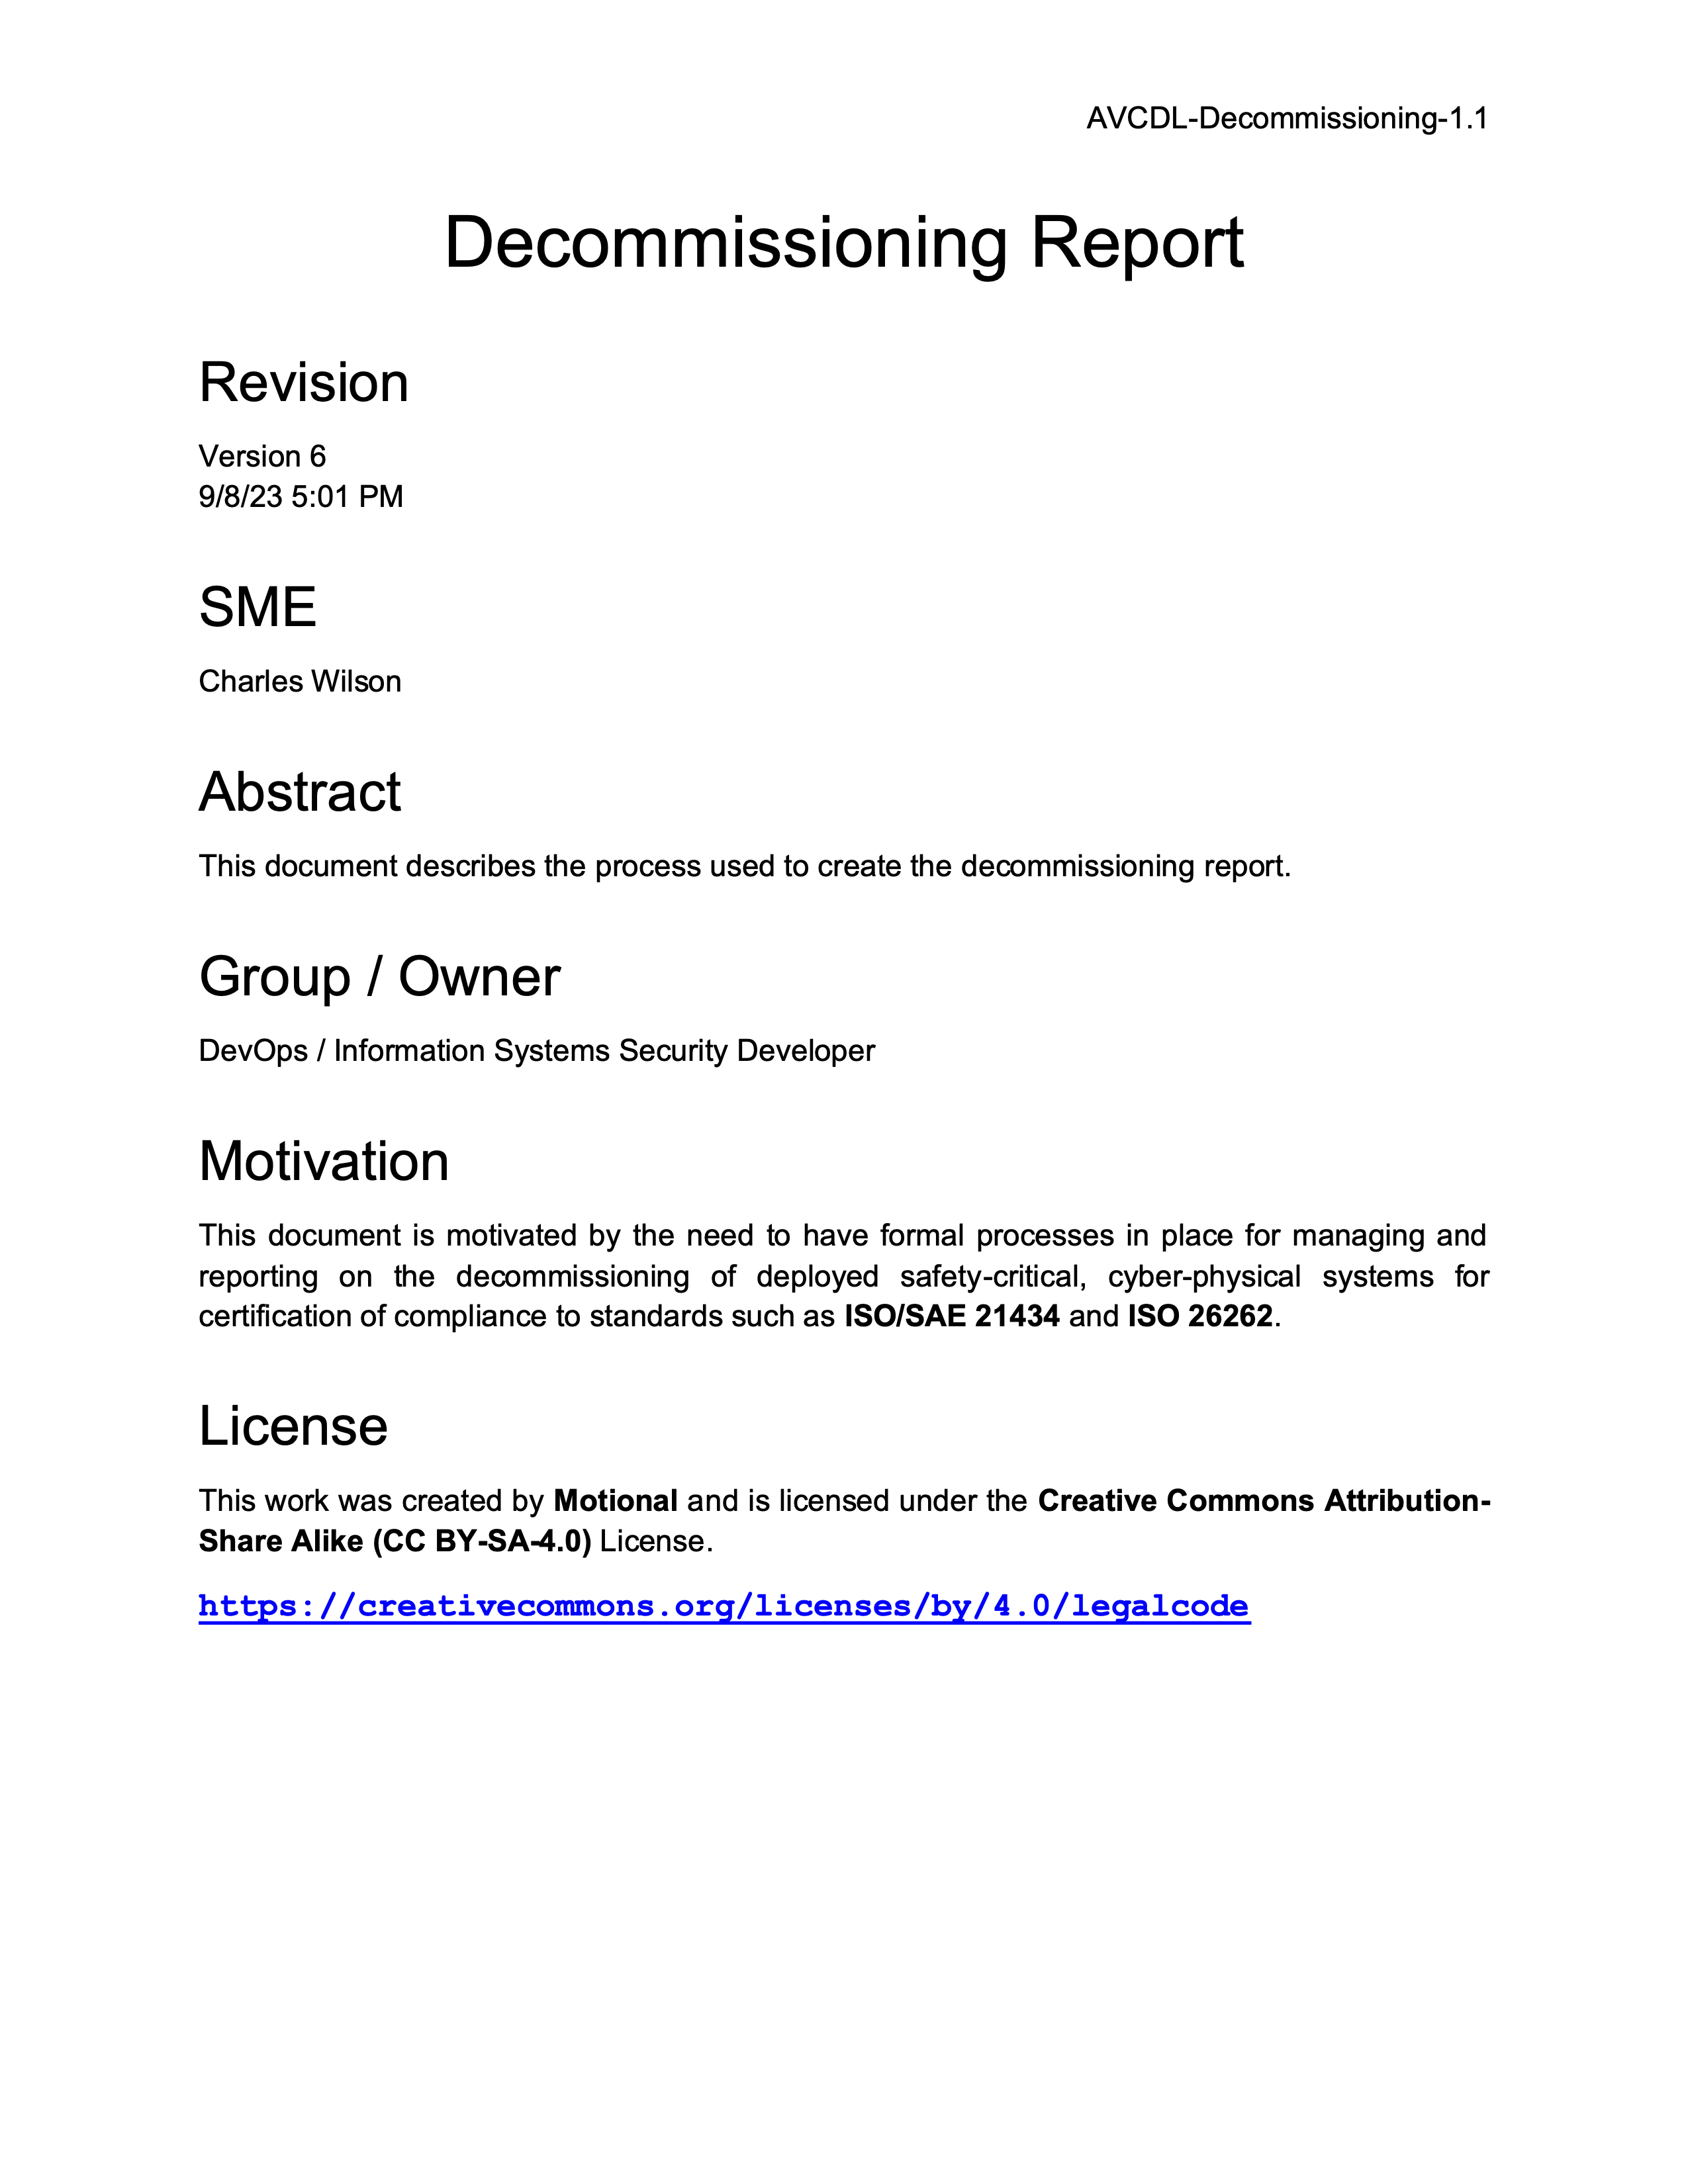 AVCDL-Decommissioning-1.1
Decommissioning Report
Revision
Version 6
9/8/23 5:01 PM
SME
Charles Wilson
Abstract
This document describes the process used to create the decommissioning report.
Group / Owner
DevOps / Information Systems Security Developer
Motivation
This document is motivated by the need to have formal processes in place for managing and
reporting on the decommissioning of deployed safety-critical, cyber-physical systems for
certification of compliance to standards such as ISO/SAE 21434 and ISO 26262.
License
This work was created by Motional and is licensed under the Creative Commons Attribution-
Share Alike (CC BY-SA-4.0) License.
https://creativecommons.org/licenses/by/4.0/legalcode